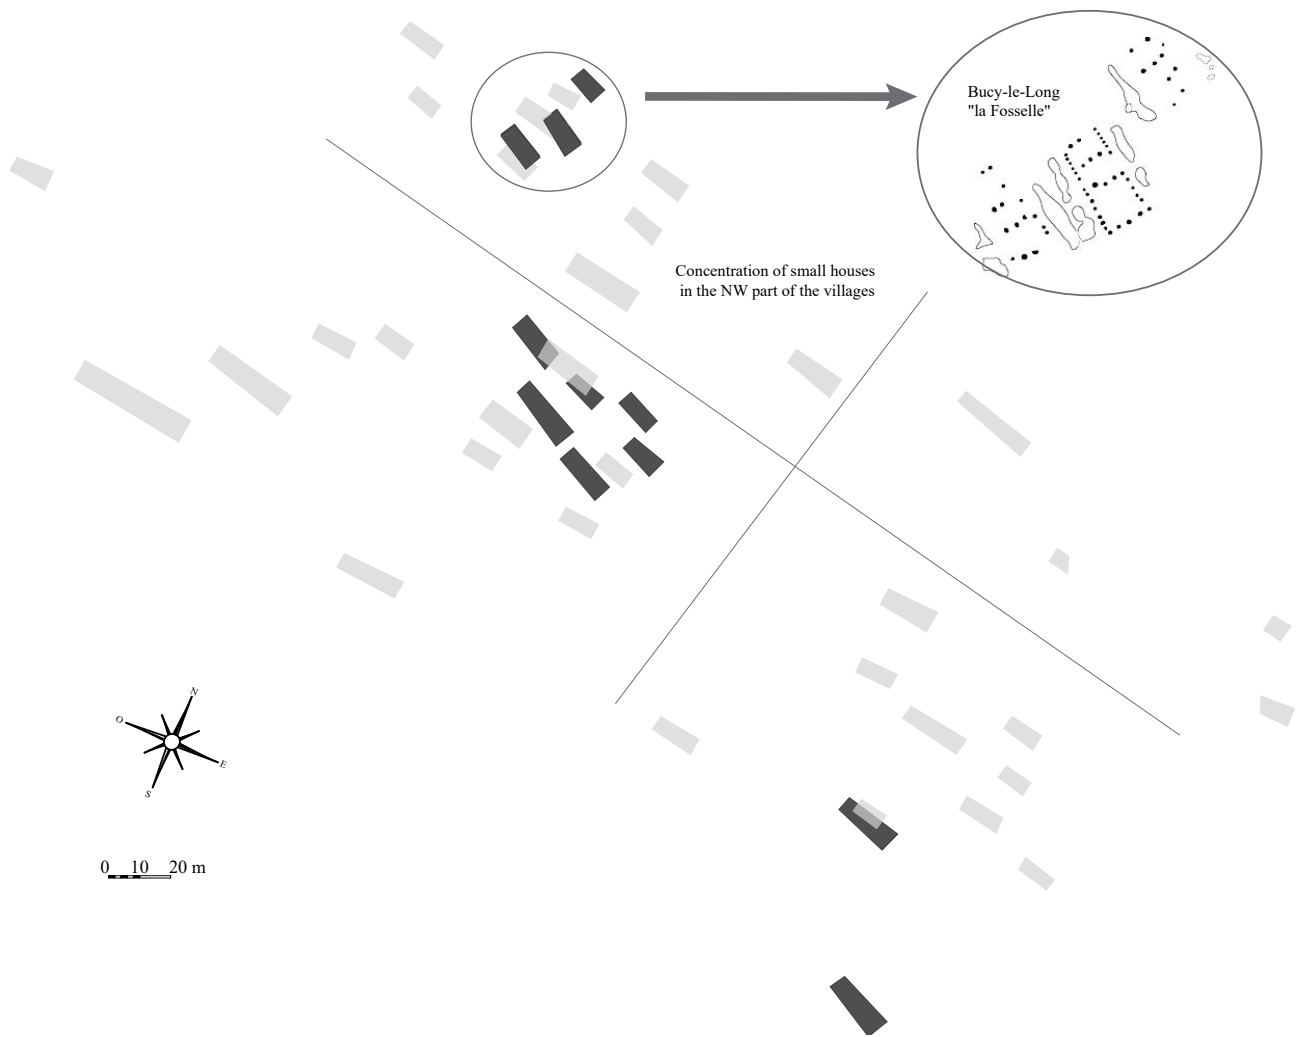 Bucy-le-Long
"la Fosselle"
Concentration of small houses
in the NW part of the villages
N
O
E
S
0 10 20 m